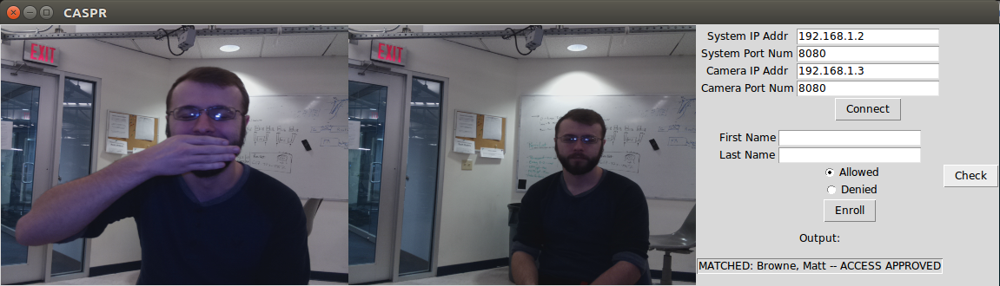 CASPR
EXIT
EXIT
System IP Addr 192.168.1.2
System Port Num 8080
Camera IP Addr 192.168.1.3
Camera Port Num 8080
Connect
First Name
Last Name
Allowed
Check
Denied
Enroll
Output:
MATCHED: Browne, Matt -- ACCESS APPROVED